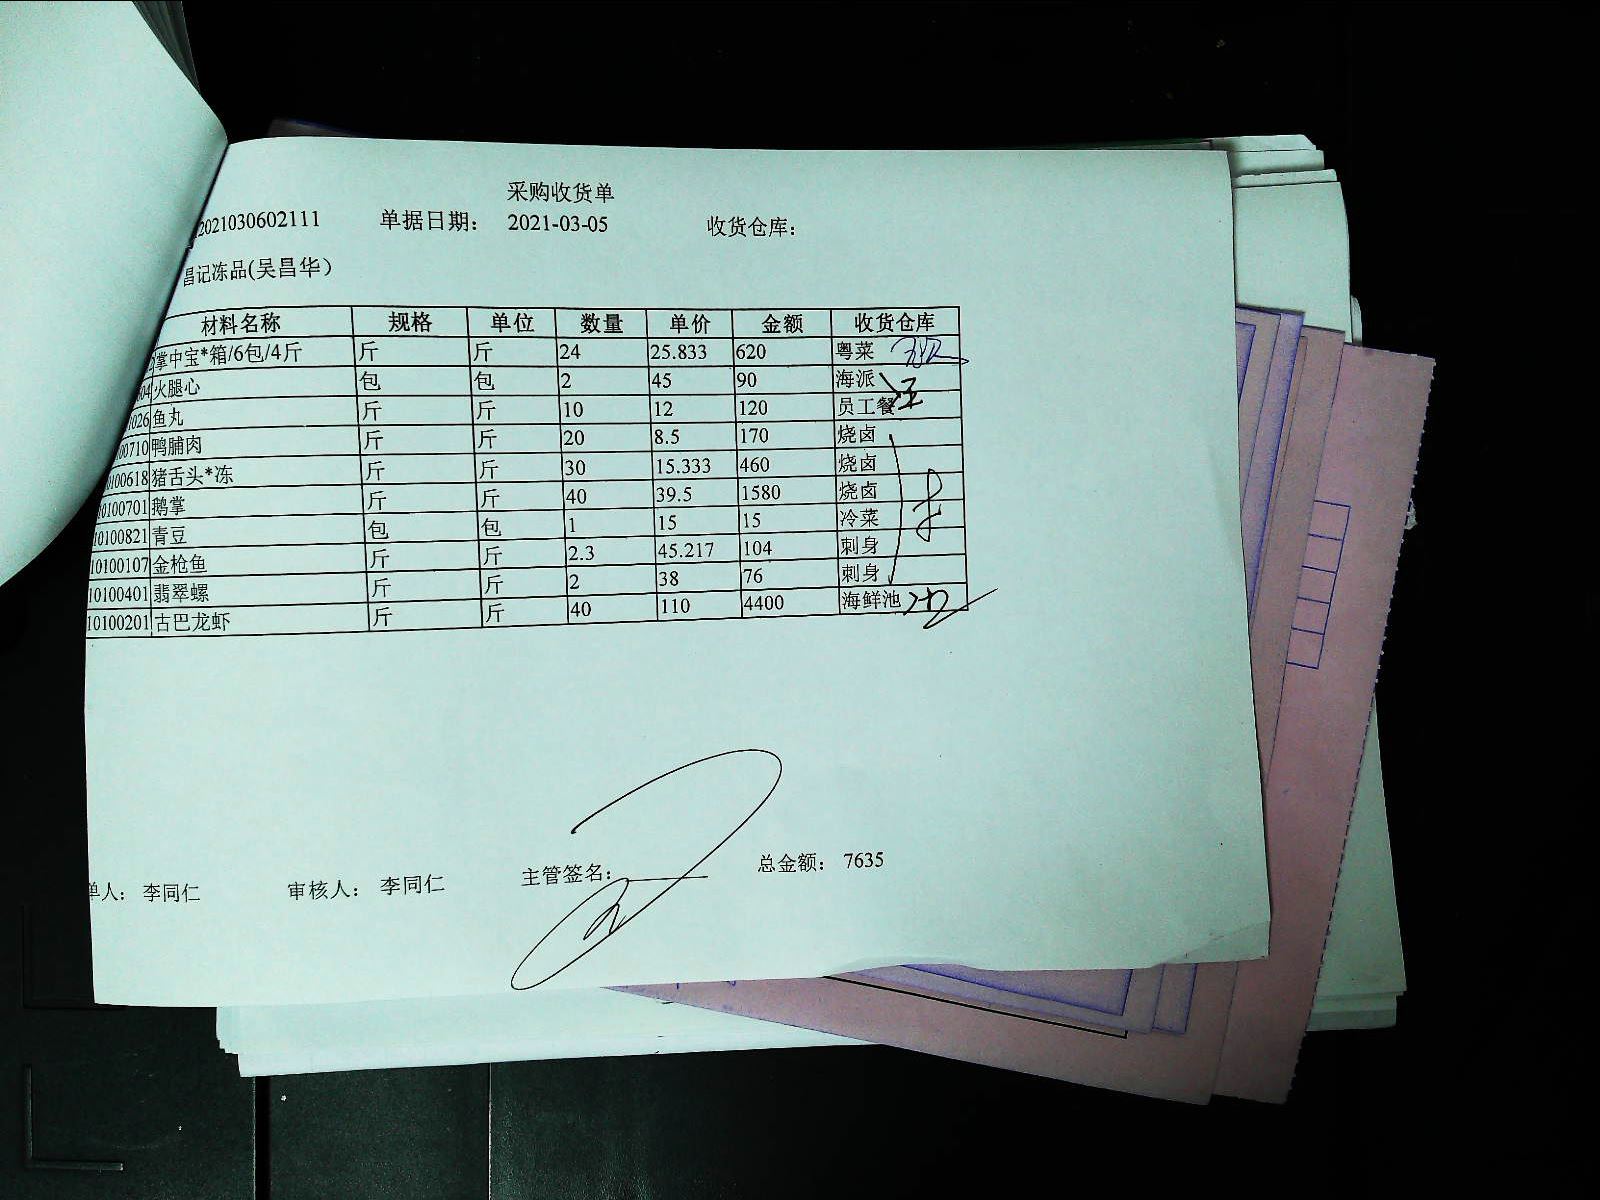 采购收货单
2021030602111 单据日期： 2021-03-05 收货仓库：
昌记冻品(吴昌华）
材料名称 规格 单位 数量 单价 金额 收货仓库
掌中宝*箱/6包/4斤 斤 斤 24 25.833 620 粤菜
04 火腿心 包 包 2 45 90 海派
026 鱼丸 斤 斤 10 12 120 员工餐
00710 鸭脯肉 斤 斤 20 8.5 170 烧卤
0100618 猪舌头*冻 斤 斤 30 15.333 460 烧卤
0100701 鹅掌 斤 斤 40 39.5 1580 烧卤
10100821 青豆 包 包 1 15 15 冷菜
10100107 金枪鱼 斤 斤 2.3 45.217 104 刺身
10100401 翡翠螺 斤 斤 2 38 76 刺身
10100201 古巴龙虾 斤 斤 40 110 4400 海鲜池
单人： 李同仁 审核人： 李同仁 主管签名： 总金额： 7635